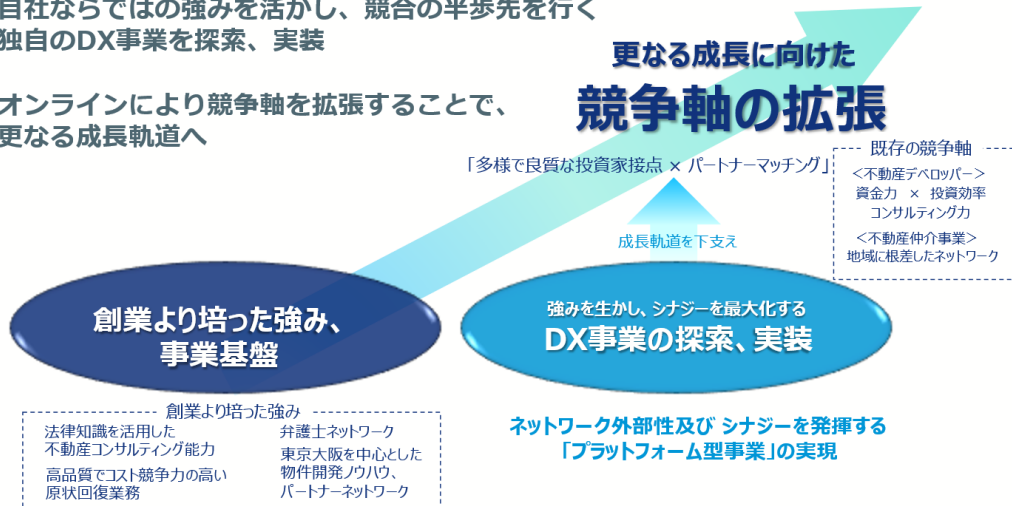 自社ならではの強みを活かし、競合の半歩先を行く
独自のDX事業を探索、実装
オンラインにより競争軸を拡張することで、
更なる成長軌道へ
更なる成長に向けた
競争軸の拡張
「多様で良質な投資家接点 × パートナーマッチング」
既存の競争軸
＜不動産デベロッパー＞
資金力 × 投資効率
コンサルティング力
＜不動産仲介事業＞
地域に根差したネットワーク
成長軌道を下支え
創業より培った強み、
事業基盤
強みを生かし、シナジーを最大化する
DX事業の探索、実装
創業より培った強み
法律知識を活用した
不動産コンサルティング能力
高品質でコスト競争力の高い
原状回復業務
弁護士ネットワーク
東京大阪を中心とした
物件開発ノウハウ、
パートナーネットワーク
ネットワーク外部性及び シナジーを発揮する
「プラットフォーム型事業」の実現